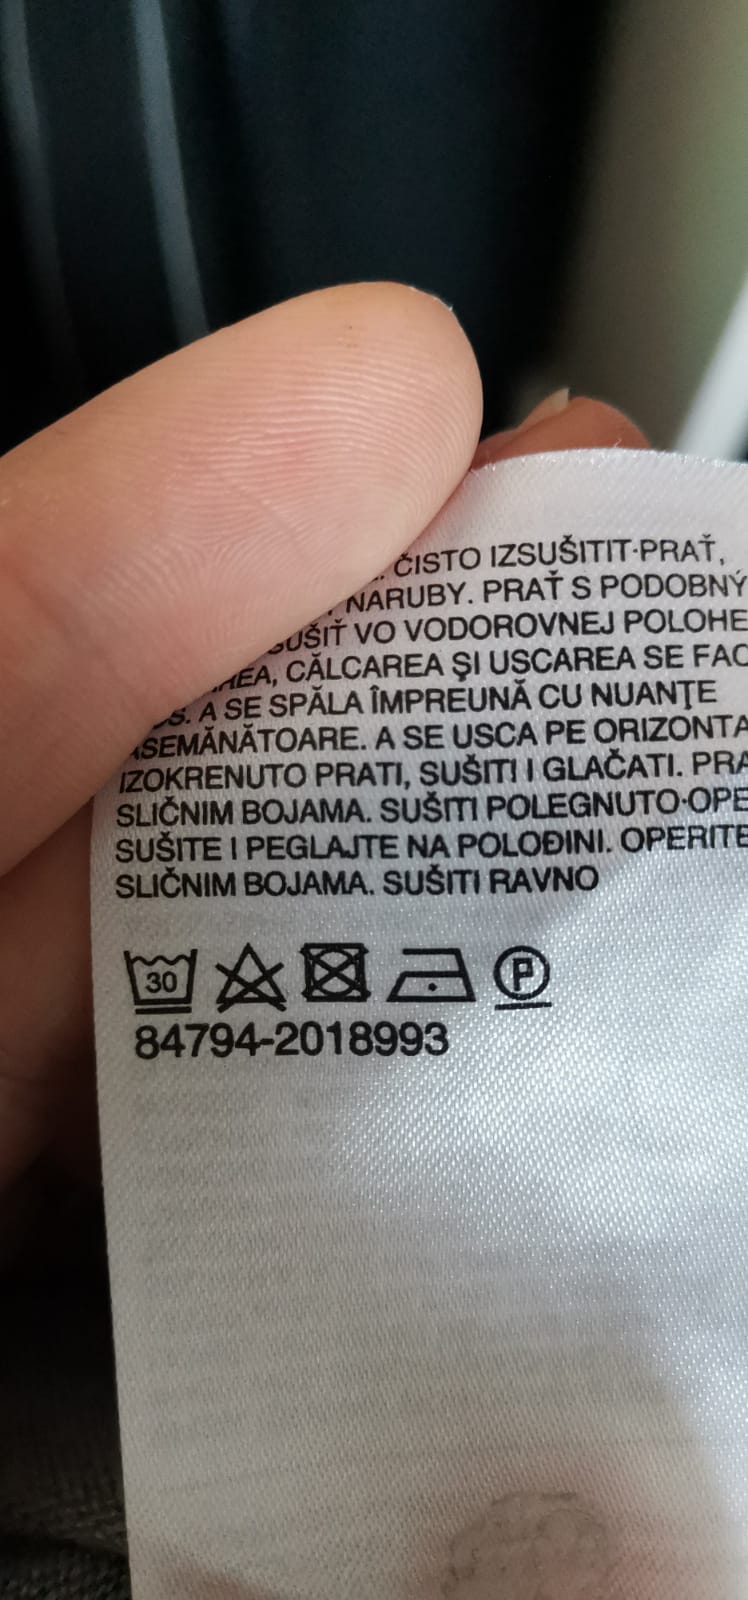 ČISTO IZSUŠITIT·PRAŤ,
NARUBY. PRAŤ S PODOBNÝ
SUŠIŤ VO VODOROVNEJ POLOHE
CĂLCAREA ŞI USCAREA SE FAC
A SE SPĂLA ÎMPREUNĂ CU NUANŢE
ASEMĂNĂTOARE. A SE USCA PE ORIZONTA
IZOKRENUTO PRATI, SUŠITI I GLAČATI. PRA
SLIČNIM BOJAMA. SUŠITI POLEGNUTO·OPE
SUŠITE I PEGLAJTE NA POLOĐINI. OPERITE
SLIČNIM BOJAMA. SUŠITI RAVNO
30 P
84794-2018993